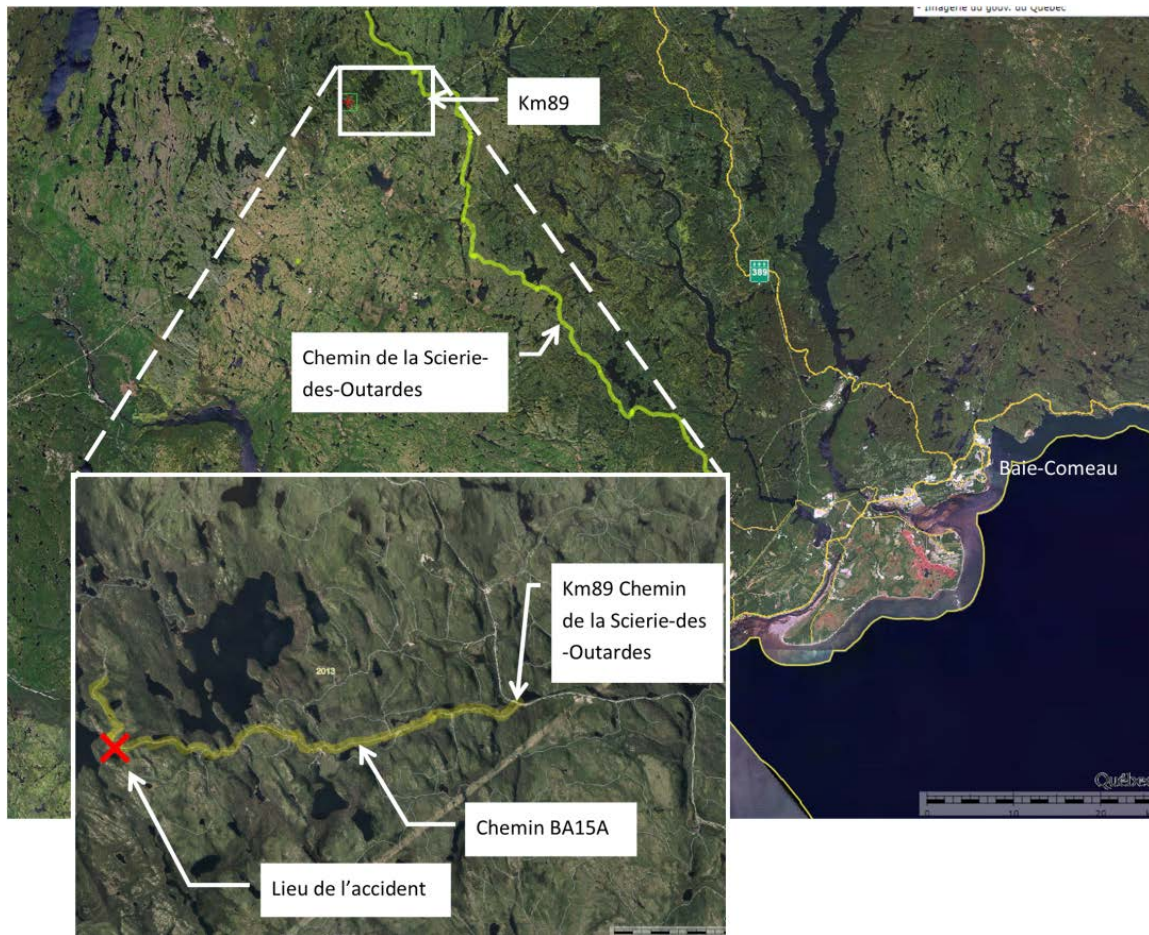 - Imagerie du gouv. du Québec
Km89
389
Chemin de la Scierie-
des-Outardes
Baie-Comeau
Km89 Chemin
de la Scierie-des
-Outardes
2013
Chemin BA15A
Lieu de l’accident
Québec
0
10
20